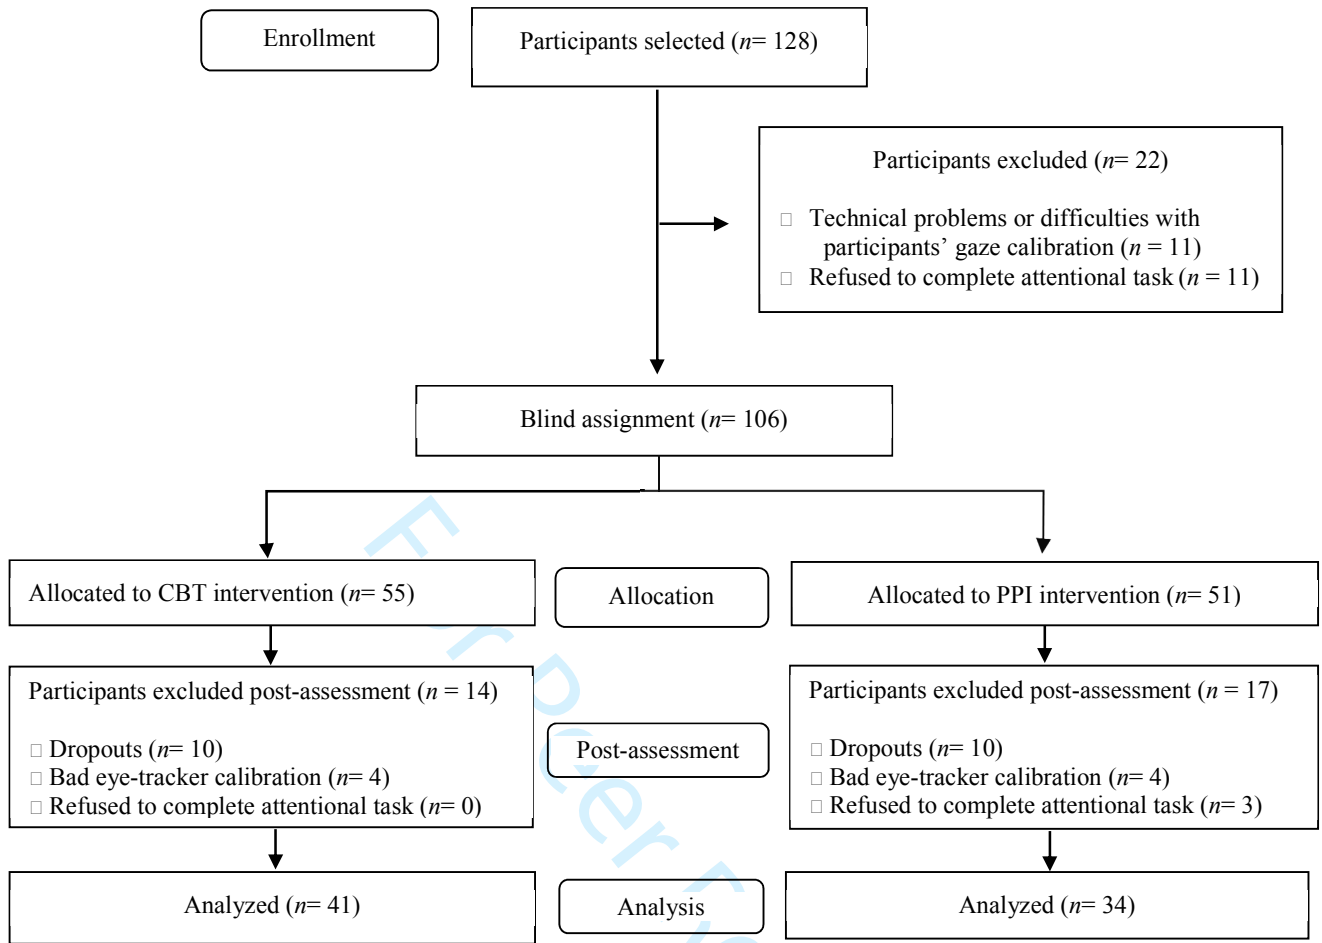 Enrollment
Participants selected (n= 128)
Participants excluded (n= 22)
Technical problems or difficulties with
participants’ gaze calibration (n = 11)
Refused to complete attentional task (n = 11)
Blind assignment (n= 106)
Allocated to CBT intervention (n= 55)
Allocation
Allocated to PPI intervention (n= 51)
Participants excluded post-assessment (n = 14)
Dropouts (n= 10)
Bad eye-tracker calibration (n= 4)
Refused to complete attentional task (n= 0)
Post-assessment
Participants excluded post-assessment (n = 17)
Dropouts (n= 10)
Bad eye-tracker calibration (n= 4)
Refused to complete attentional task (n= 3)
Analyzed (n= 41)
Analysis
Analyzed (n= 34)
For Peer